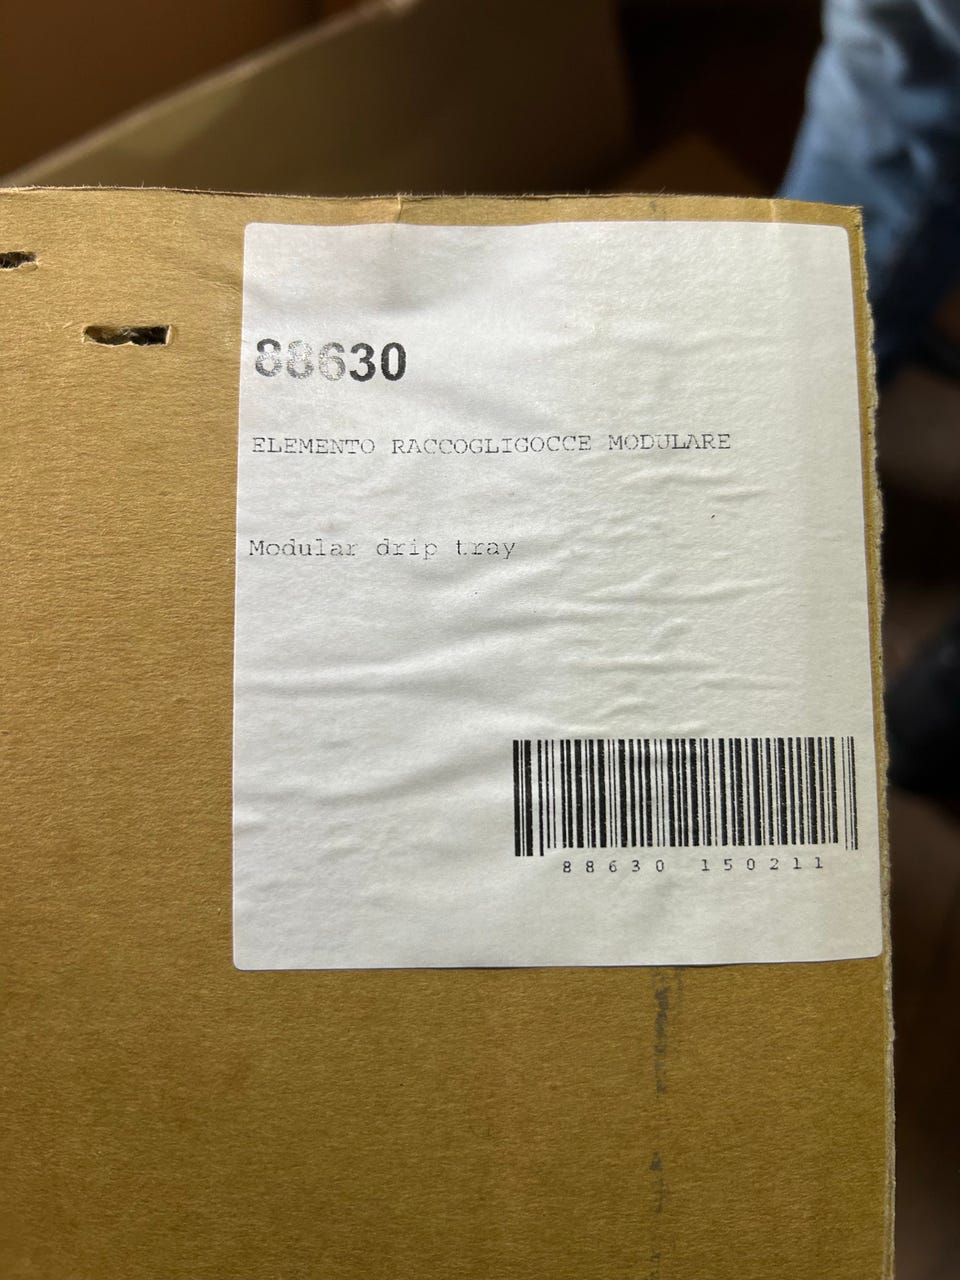 88630
ELEMENTO RACCOGLIGOCCE MODULARE
Modular drip tray
88630 150211